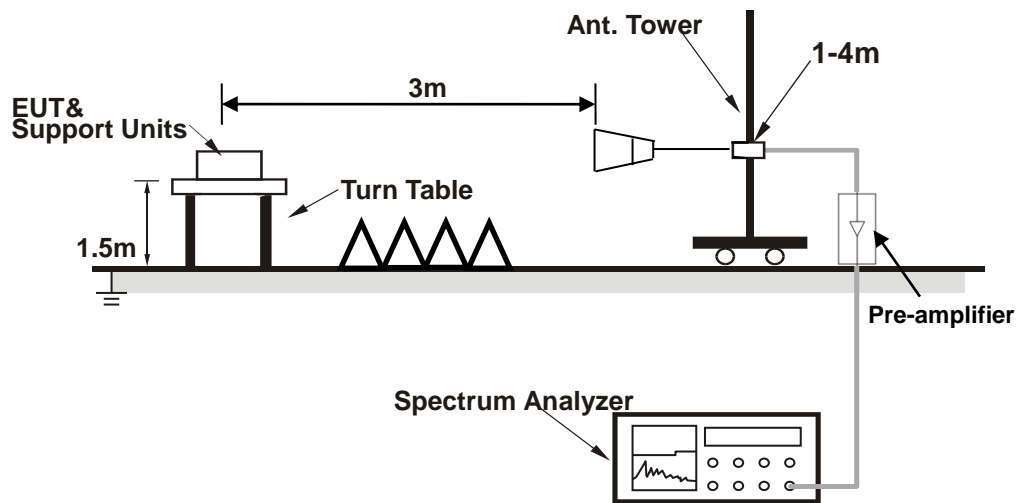 Ant. Tower
1-4m
3m
EUT&
Support Units
Turn Table
1.5m
Pre-amplifier
Spectrum Analyzer